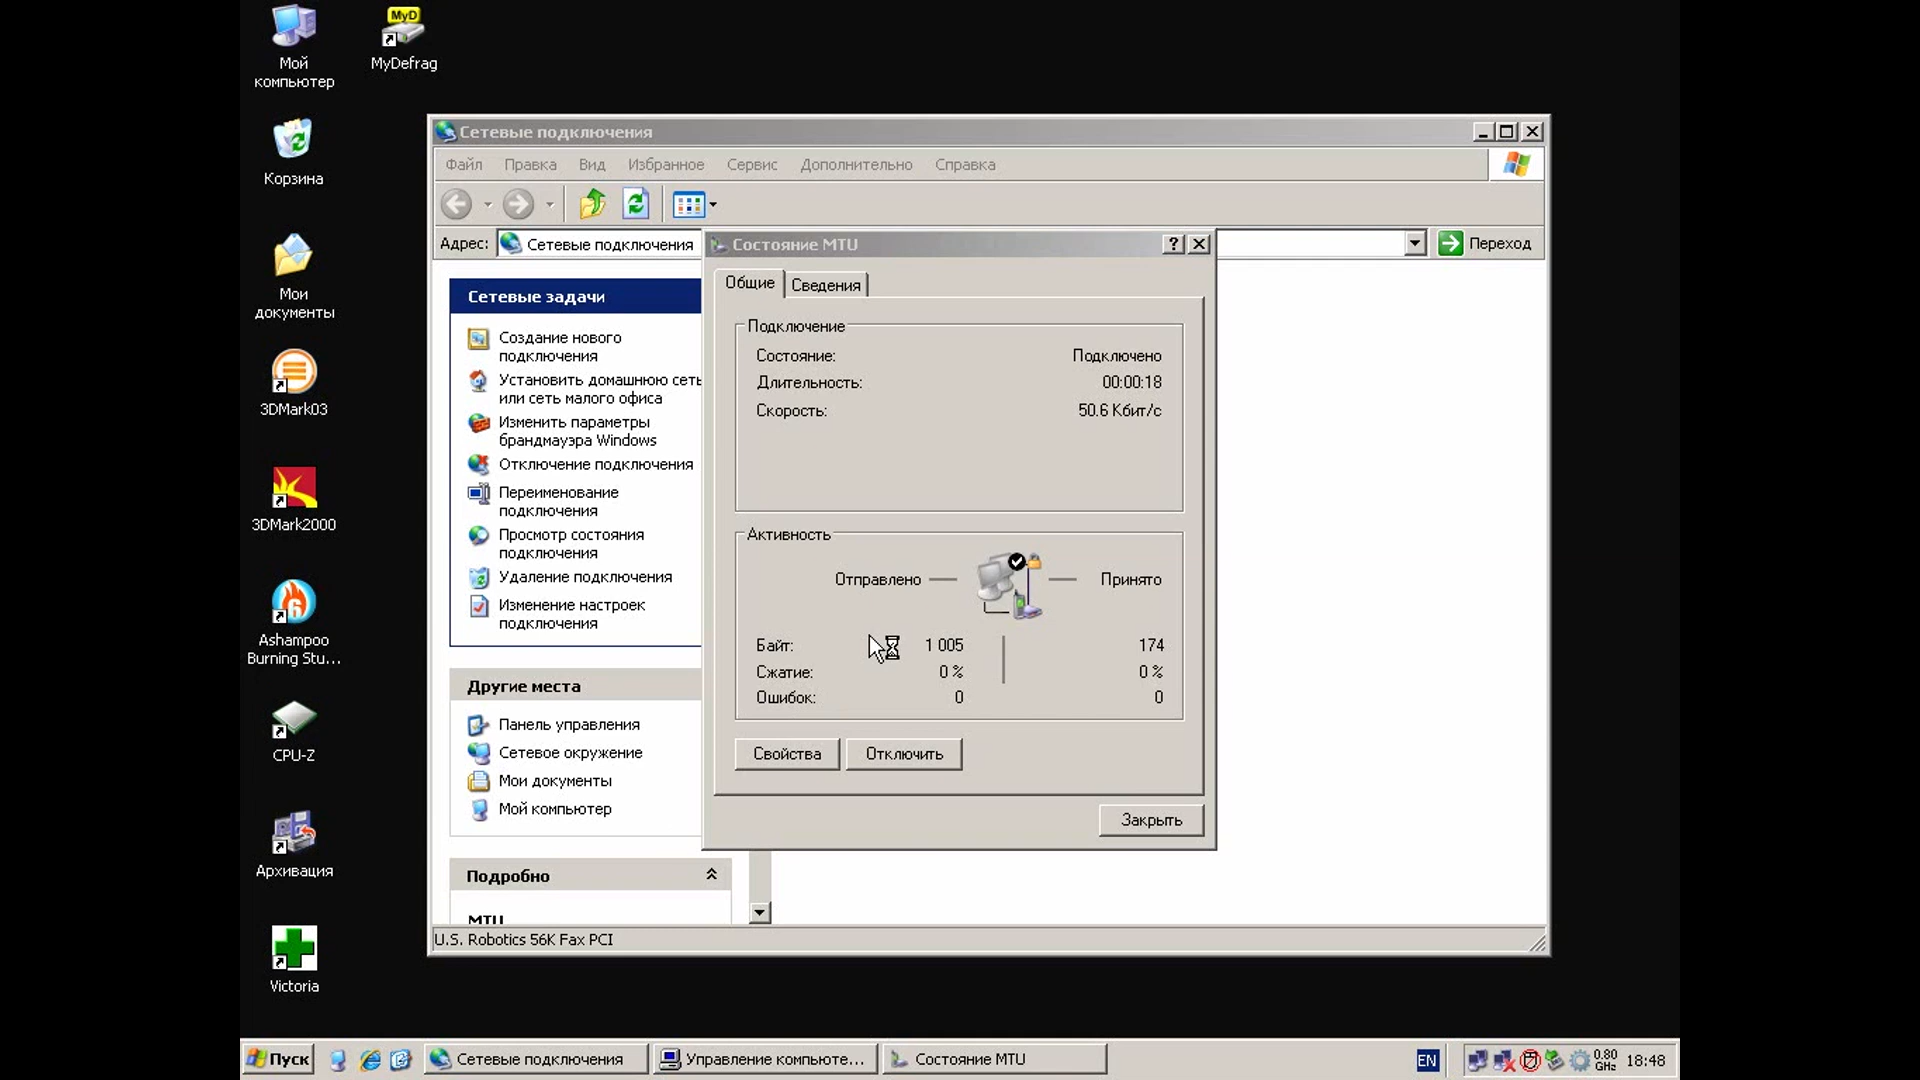 Мой
компьютер
MyD
MyDefrag
Корзина
Мои
документы
3DMark03
3DMark2000
6
Ashampoo
Burning Stu...
CPU-Z
Архивация
Victoria
Сетевые подключения
Файл Правка Вид Избранное Сервис Дополнительно Справка
Адрес: Сетевые подключения
Переход
Сетевые задачи
Создание нового
подключения
Установить домашнюю сеть
или сеть малого офиса
Изменить параметры
брандмауэра Windows
Отключение подключения
Переименование
подключения
Просмотр состояния
подключения
Удаление подключения
Изменение настроек
подключения
Другие места
Панель управления
Сетевое окружение
Мои документы
Мой компьютер
Подробно
MTU
U.S. Robotics 56K Fax PCI
Состояние MTU
?
Общие Сведения
Подключение
Состояние: Подключено
Длительность: 00:00:18
Скорость: 50.6 Кбит/с
Активность
Отправлено Принято
Байт: 1 005 174
Сжатие: 0 % 0 %
Ошибок: 0 0
Свойства Отключить
Закрыть
Пуск Сетевые подключения Управление компьюте... Состояние MTU EN 0.80 GHz 18:48